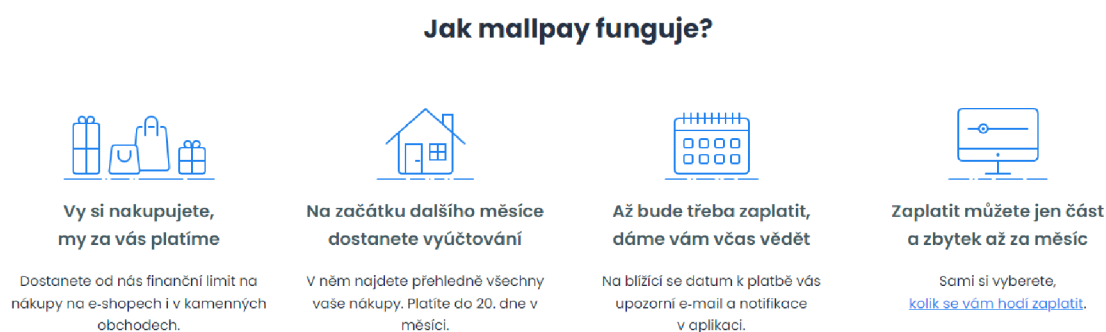 Jak mallpay funguje?
Vy si nakupujete,
my za vás platíme
Dostanete od nás finanční limit na
nákupy na e-shopech i v kamenných
obchodech.
Na začátku dalšího měsíce
dostanete vyúčtování
V něm najdete přehledně všechny
vaše nákupy. Platíte do 20. dne v
měsíci.
Až bude třeba zaplatit,
dáme vám včas vědět
Na blížící se datum k platbě vás
upozorní e-mail a notifikace
v aplikaci.
Zaplatit můžete jen část
a zbytek až za měsíc
Sami si vyberete,
kolik se vám hodí zaplatit.